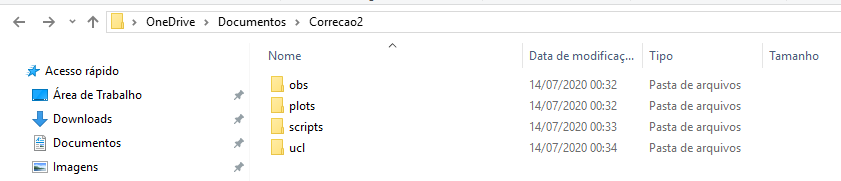 OneDrive > Documentos > Correcao2
Nome Data de modificaç... Tipo Tamanho
Acesso rápido
Área de Trabalho
Downloads
Documentos
Imagens
obs 14/07/2020 00:32 Pasta de arquivos
plots 14/07/2020 00:32 Pasta de arquivos
scripts 14/07/2020 00:33 Pasta de arquivos
ucl 14/07/2020 00:34 Pasta de arquivos